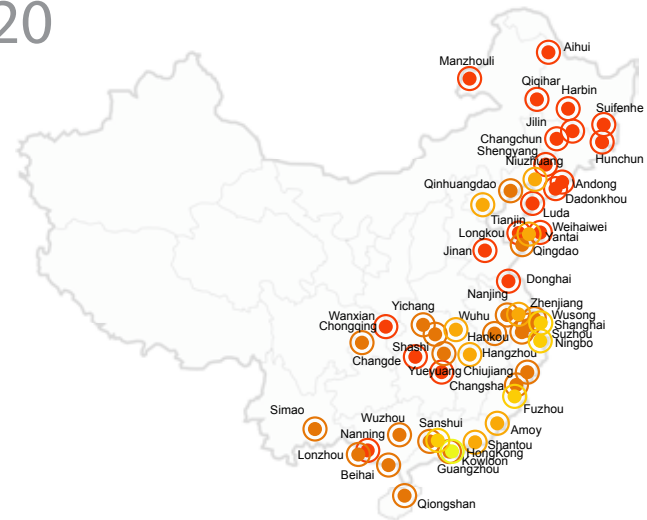 20
Aihui
Manzhouli
Qiqihar
Harbin
Suifenhe
Jilin
Changchun
Shengyang
Hunchun
Niuzhuang
Qinhuangdao
Andong
Dadonkhou
Luda
Tianjin
Weihaiwei
Longkou
Yantai
Jinan
Qingdao
Donghai
Nanjing
Yichang
Zhenjiang
Wanxian
Wuhu
Wusong
Chongqing
Shanghai
Hankou
Suzhou
Ningbo
Shashi
Hangzhou
Changde
Yueyuang
Chiujiang
Changsha
Fuzhou
Simao
Wuzhou
Sanshui
Amoy
Nanning
Shantou
Lonzhou
HongKong
Kowloon
Beihai
Guangzhou
Qiongshan